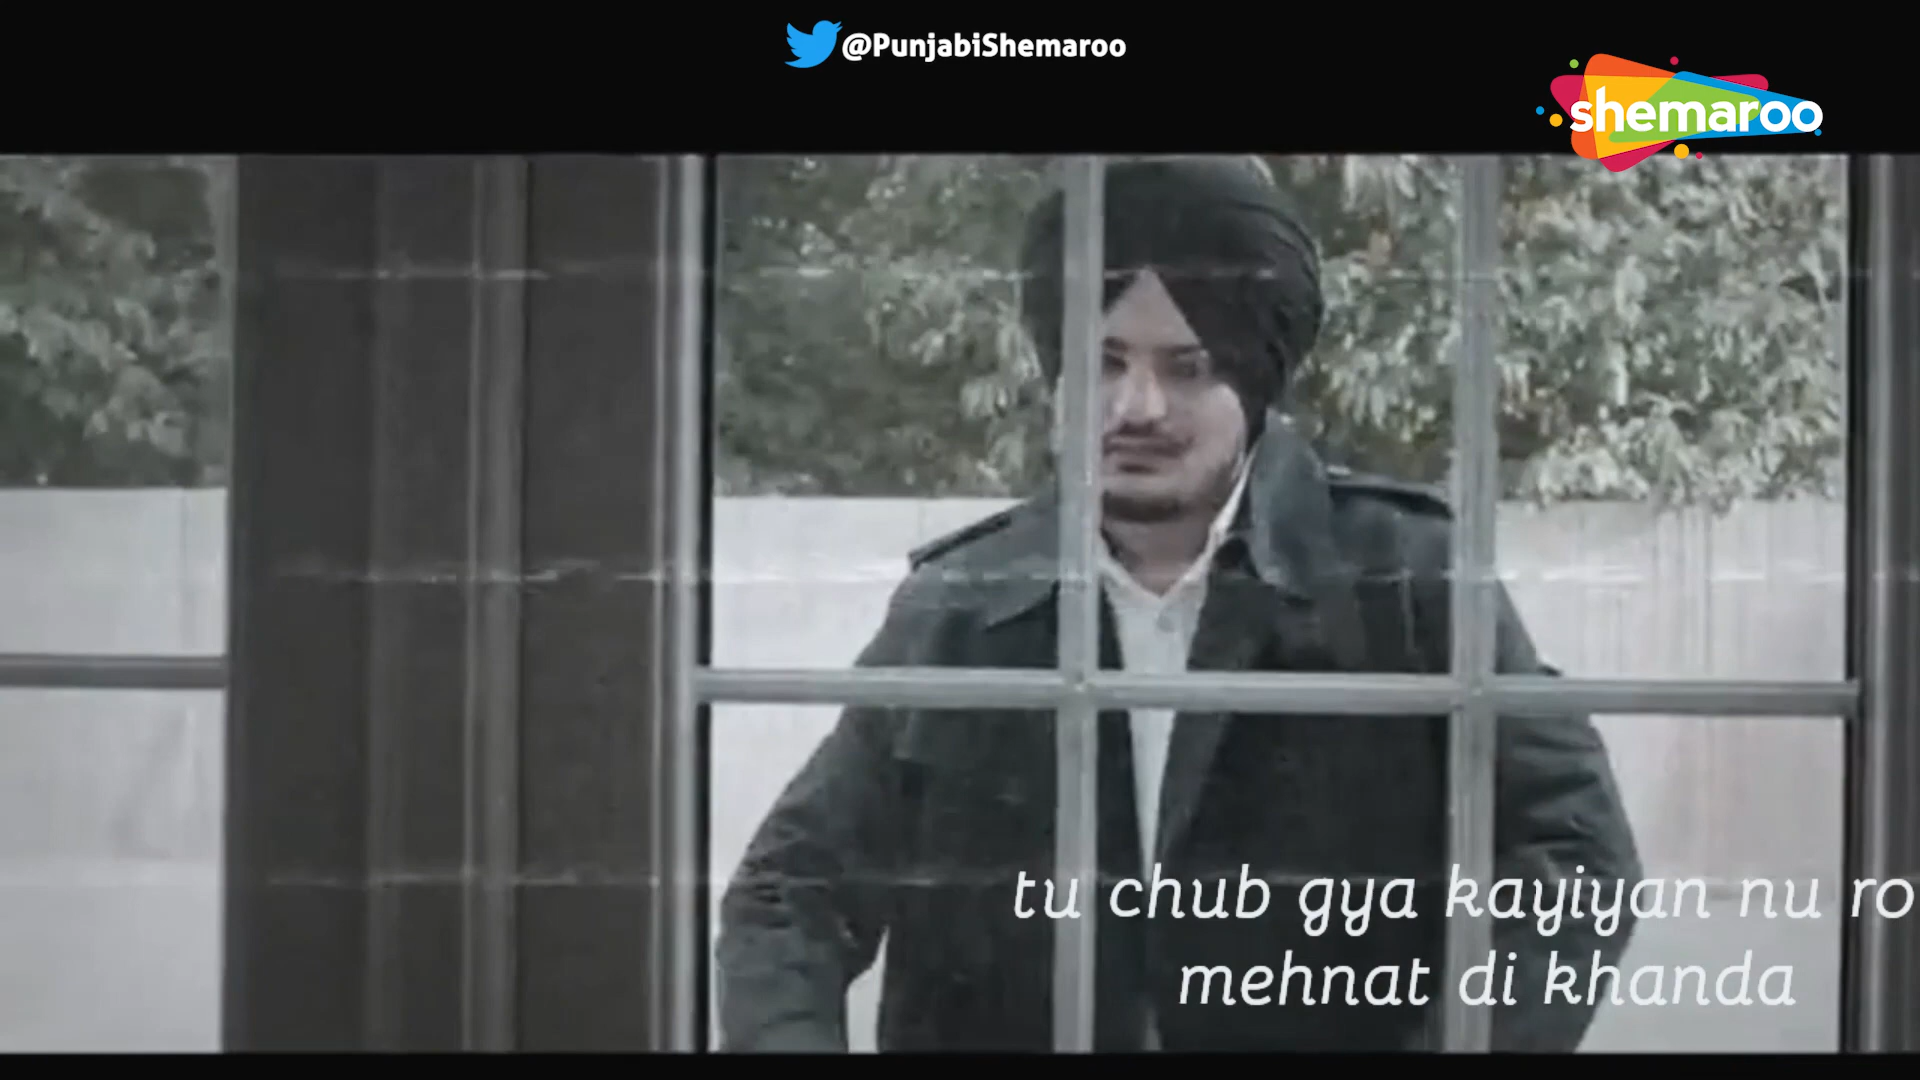 @PunjabiShemaroo
shemaroo
tu chub gya kayiyan nu ro
mehnat di khanda